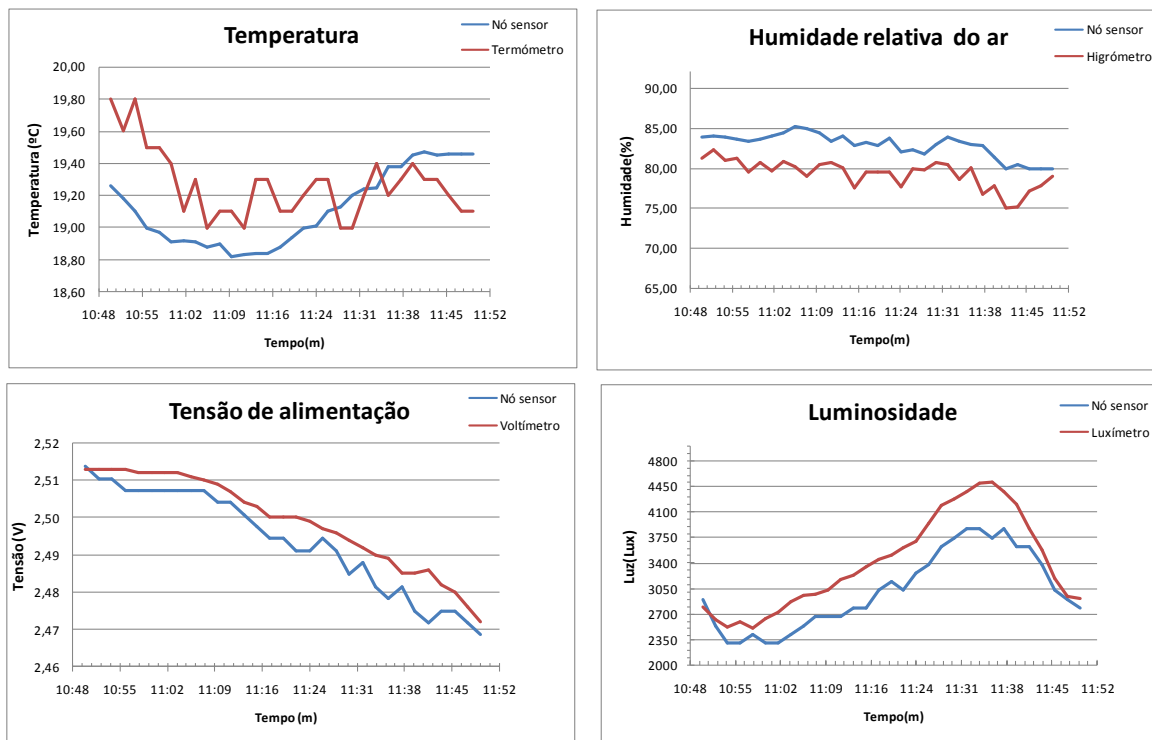 Temperatura
Nó sensor
Termómetro
Temperatura (ºC)
20,00
19,80
19,60
19,40
19,20
19,00
18,80
18,60
10:48 10:55 11:02 11:09 11:16 11:24 11:31 11:38 11:45 11:52
Tempo(m)
Humidade relativa do ar
Nó sensor
Higrómetro
Humidade(%)
90,00
85,00
80,00
75,00
70,00
65,00
10:48 10:55 11:02 11:09 11:16 11:24 11:31 11:38 11:45 11:52
Tempo(m)
Tensão de alimentação
Nó sensor
Voltímetro
Tensão (V)
2,52
2,51
2,50
2,49
2,48
2,47
2,46
10:48 10:55 11:02 11:09 11:16 11:24 11:31 11:38 11:45 11:52
Tempo (m)
Luminosidade
Nó sensor
Luxímetro
Luz(Lux)
4800
4450
4100
3750
3400
3050
2700
2350
2000
10:48 10:55 11:02 11:09 11:16 11:24 11:31 11:38 11:45 11:52
Tempo(m)